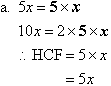 a. 5x = 5 × x
10x = 2 × 5 × x
∴ HCF = 5 × x
= 5x